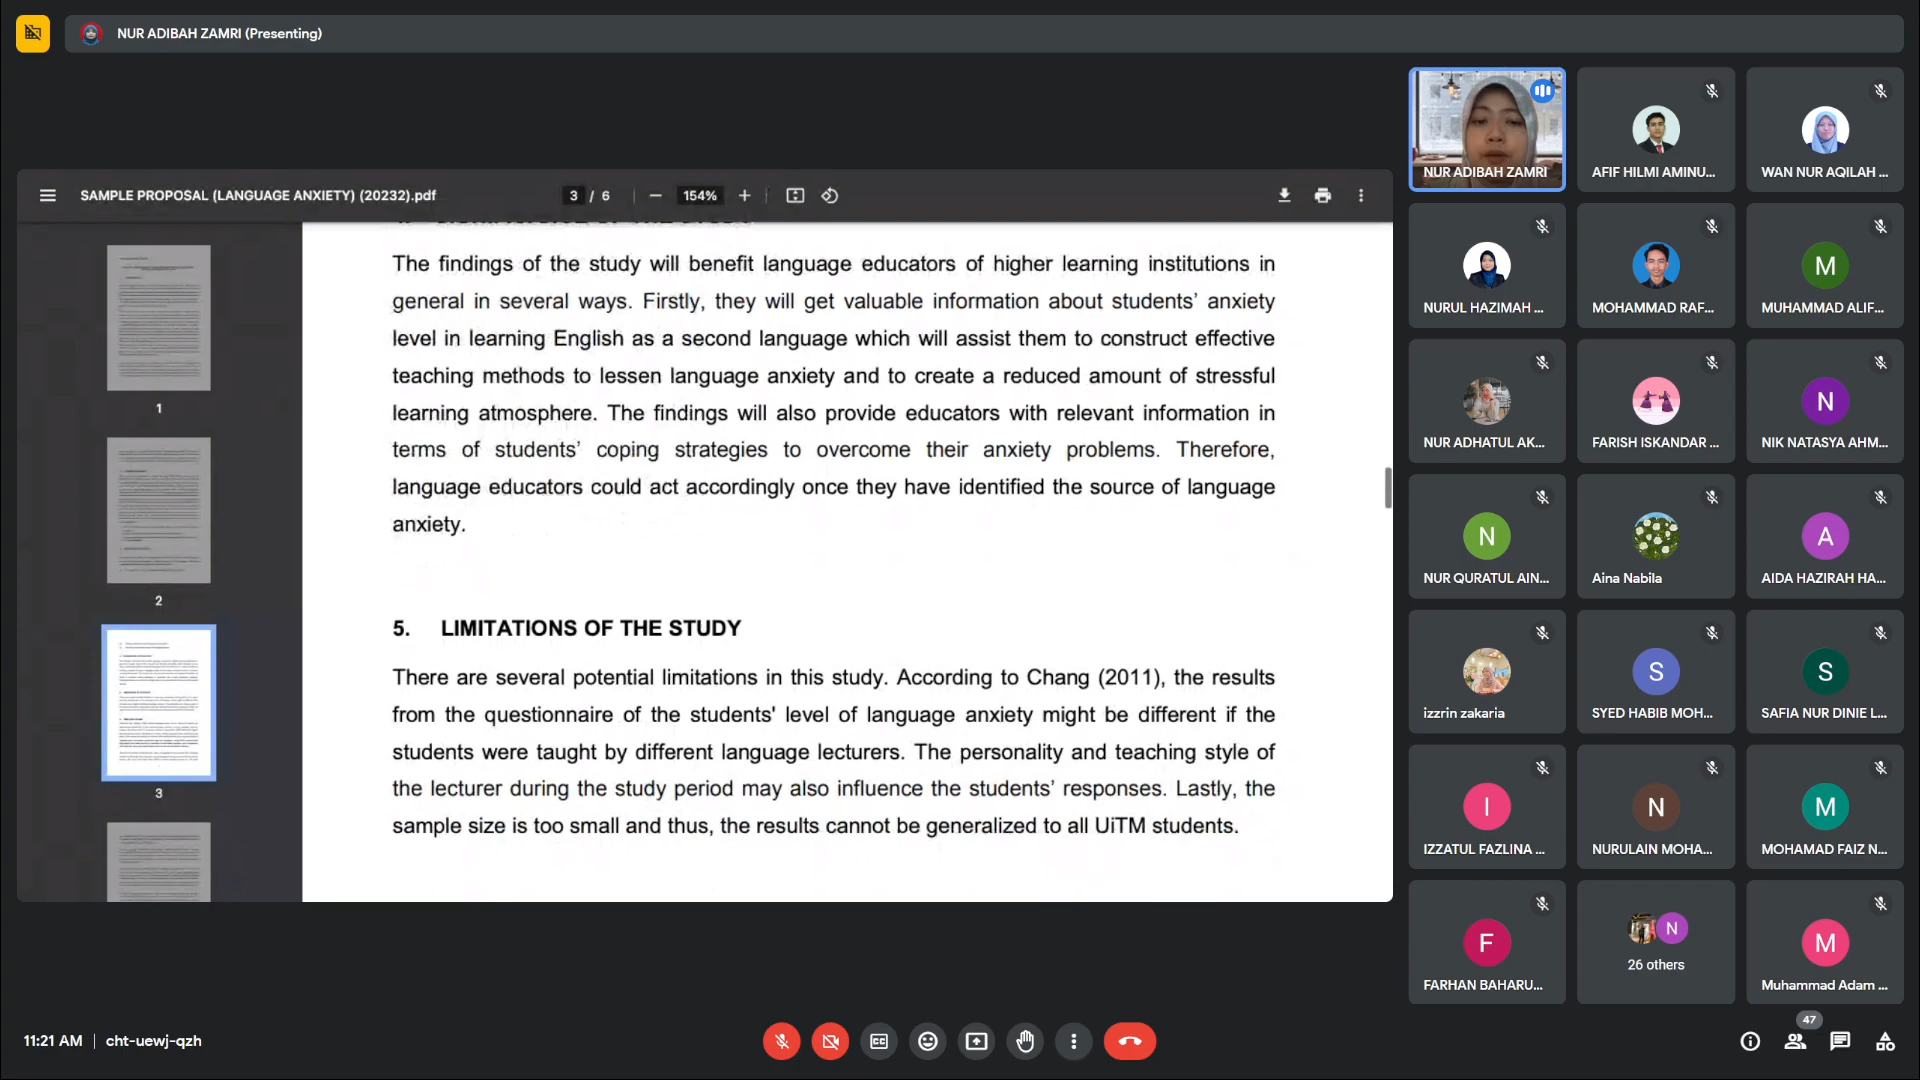 NUR ADIBAH ZAMRI (Presenting)
SAMPLE PROPOSAL (LANGUAGE ANXIETY) (20232).pdf
3 / 6
154%
The findings of the study will benefit language educators of higher learning institutions in
general in several ways. Firstly, they will get valuable information about students’ anxiety
level in learning English as a second language which will assist them to construct effective
teaching methods to lessen language anxiety and to create a reduced amount of stressful
learning atmosphere. The findings will also provide educators with relevant information in
terms of students’ coping strategies to overcome their anxiety problems. Therefore,
language educators could act accordingly once they have identified the source of language
anxiety.
5. LIMITATIONS OF THE STUDY
There are several potential limitations in this study. According to Chang (2011), the results
from the questionnaire of the students' level of language anxiety might be different if the
students were taught by different language lecturers. The personality and teaching style of
the lecturer during the study period may also influence the students’ responses. Lastly, the
sample size is too small and thus, the results cannot be generalized to all UiTM students.
1
2
3
NUR ADIBAH ZAMRI
AFIF HILMI AMINU...
WAN NUR AQILAH ...
NURUL HAZIMAH ...
MOHAMMAD RAF...
M
MUHAMMAD ALIF...
NUR ADHATUL AK...
FARISH ISKANDAR ...
N
NIK NATASYA AHM...
N
NUR QURATUL AIN...
Aina Nabila
A
AIDA HAZIRAH HA...
izzrin zakaria
S
SYED HABIB MOH...
S
SAFIA NUR DINIE L...
I
IZZATUL FAZLINA ...
N
NURULAIN MOHA...
M
MOHAMAD FAIZ N...
F
FARHAN BAHARU...
N
26 others
M
Muhammad Adam ...
11:21 AM | cht-uewj-qzh
CC
47